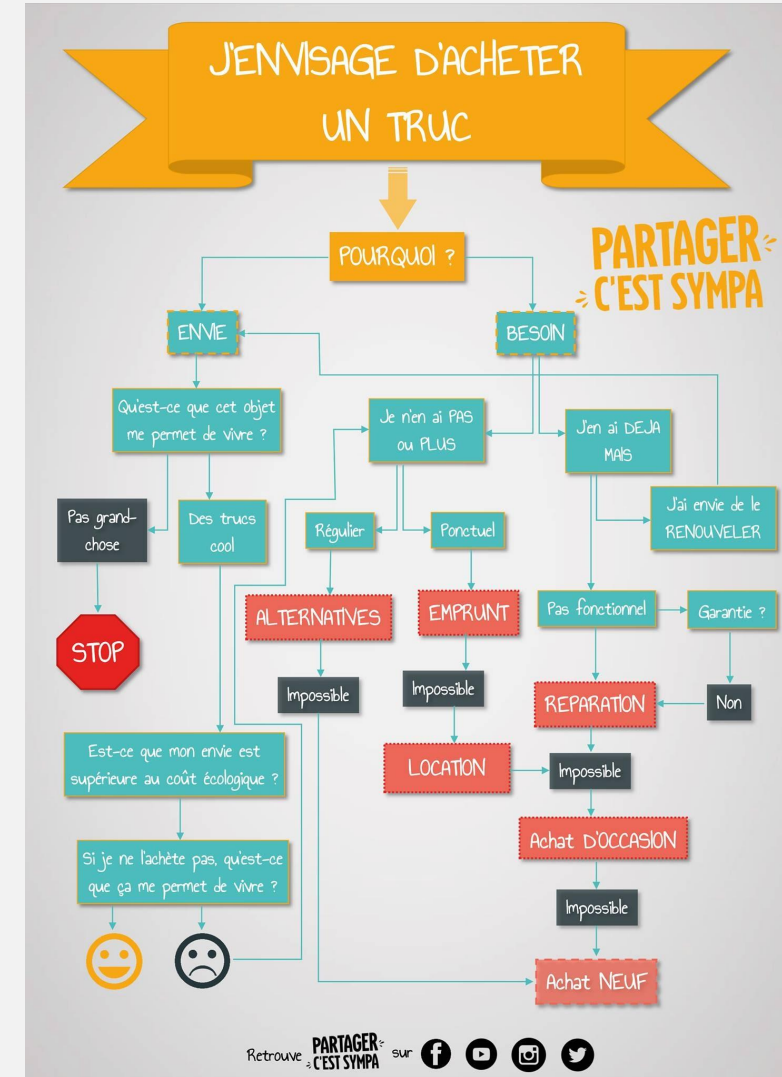 J'ENVISAGE D'ACHETER
UN TRUC
POURQUOI ?
PARTAGER
C'EST SYMPA
ENVIE
BESOIN
Qu'est-ce que cet objet
me permet de vivre ?
Je n'en ai PAS
ou PLUS
J'en ai DEJA
MAIS
Pas grand-
chose
Des trucs
cool
Régulier
Ponctuel
J'ai envie de le
RENOUVELER
ALTERNATIVES
EMPRUNT
Pas fonctionnel
Garantie ?
STOP
Impossible
Impossible
REPARATION
Non
Est-ce que mon envie est
supérieure au coût écologique ?
LOCATION
Impossible
Achat D'OCCASION
Si je ne l'achète pas, qu'est-ce
que ça me permet de vivre ?
Impossible
Achat NEUF
Retrouve PARTAGER C'EST SYMPA sur